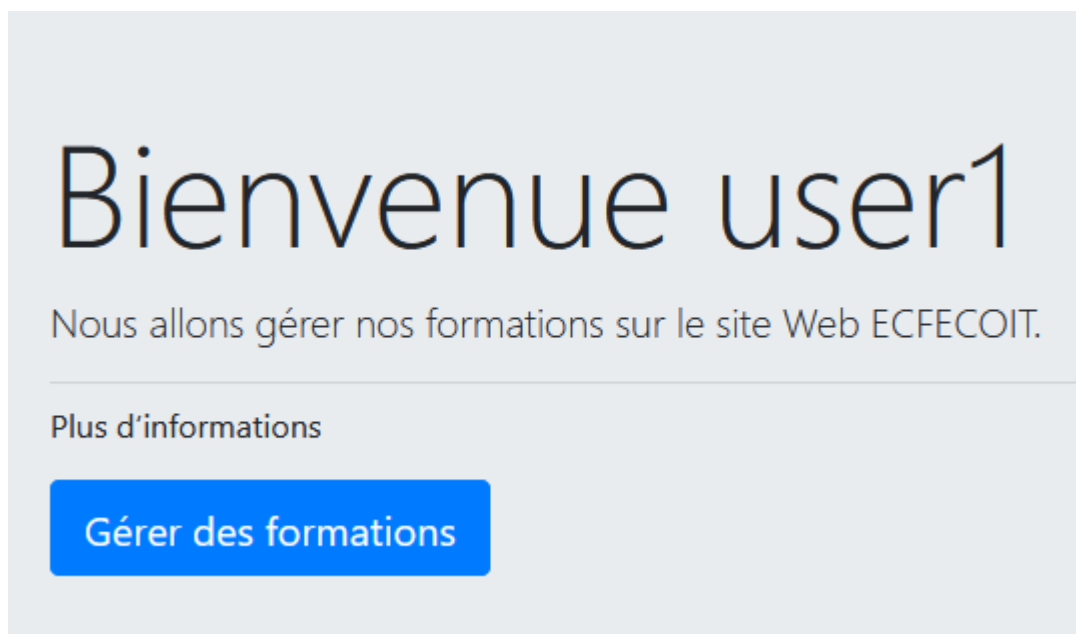 Bienvenue user1
Nous allons gérer nos formations sur le site Web ECFECOIT.
Plus d'informations
Gérer des formations